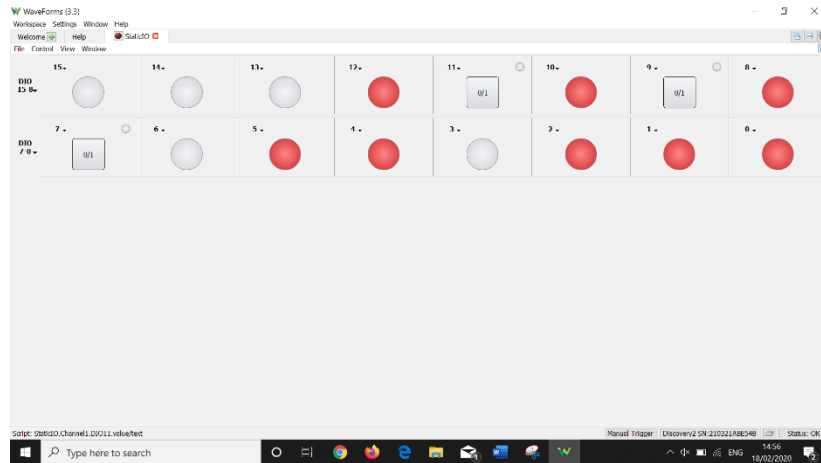 WaveForms (3.3)
Workspace Settings Window Help
Welcome Help StaticIO
File Control View Window
15 14 13 12 11 10 9 8
DIO
15 8
0/1 0/1
7 6 5 4 3 2 1 0
DIO
7 0
0/1
Script: StaticIO.Channel1.DIO11.value/text Manual Trigger Discovery2 SN:210321A8E548 Status: OK
Type here to search ENG 14:56
18/02/2020